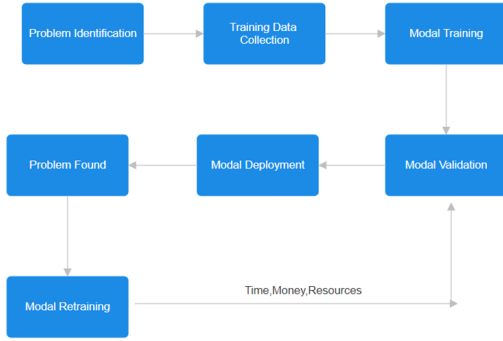 Problem Identification
Training Data
Collection
Modal Training
Problem Found
Modal Deployment
Modal Validation
Time,Money,Resources
Modal Retraining